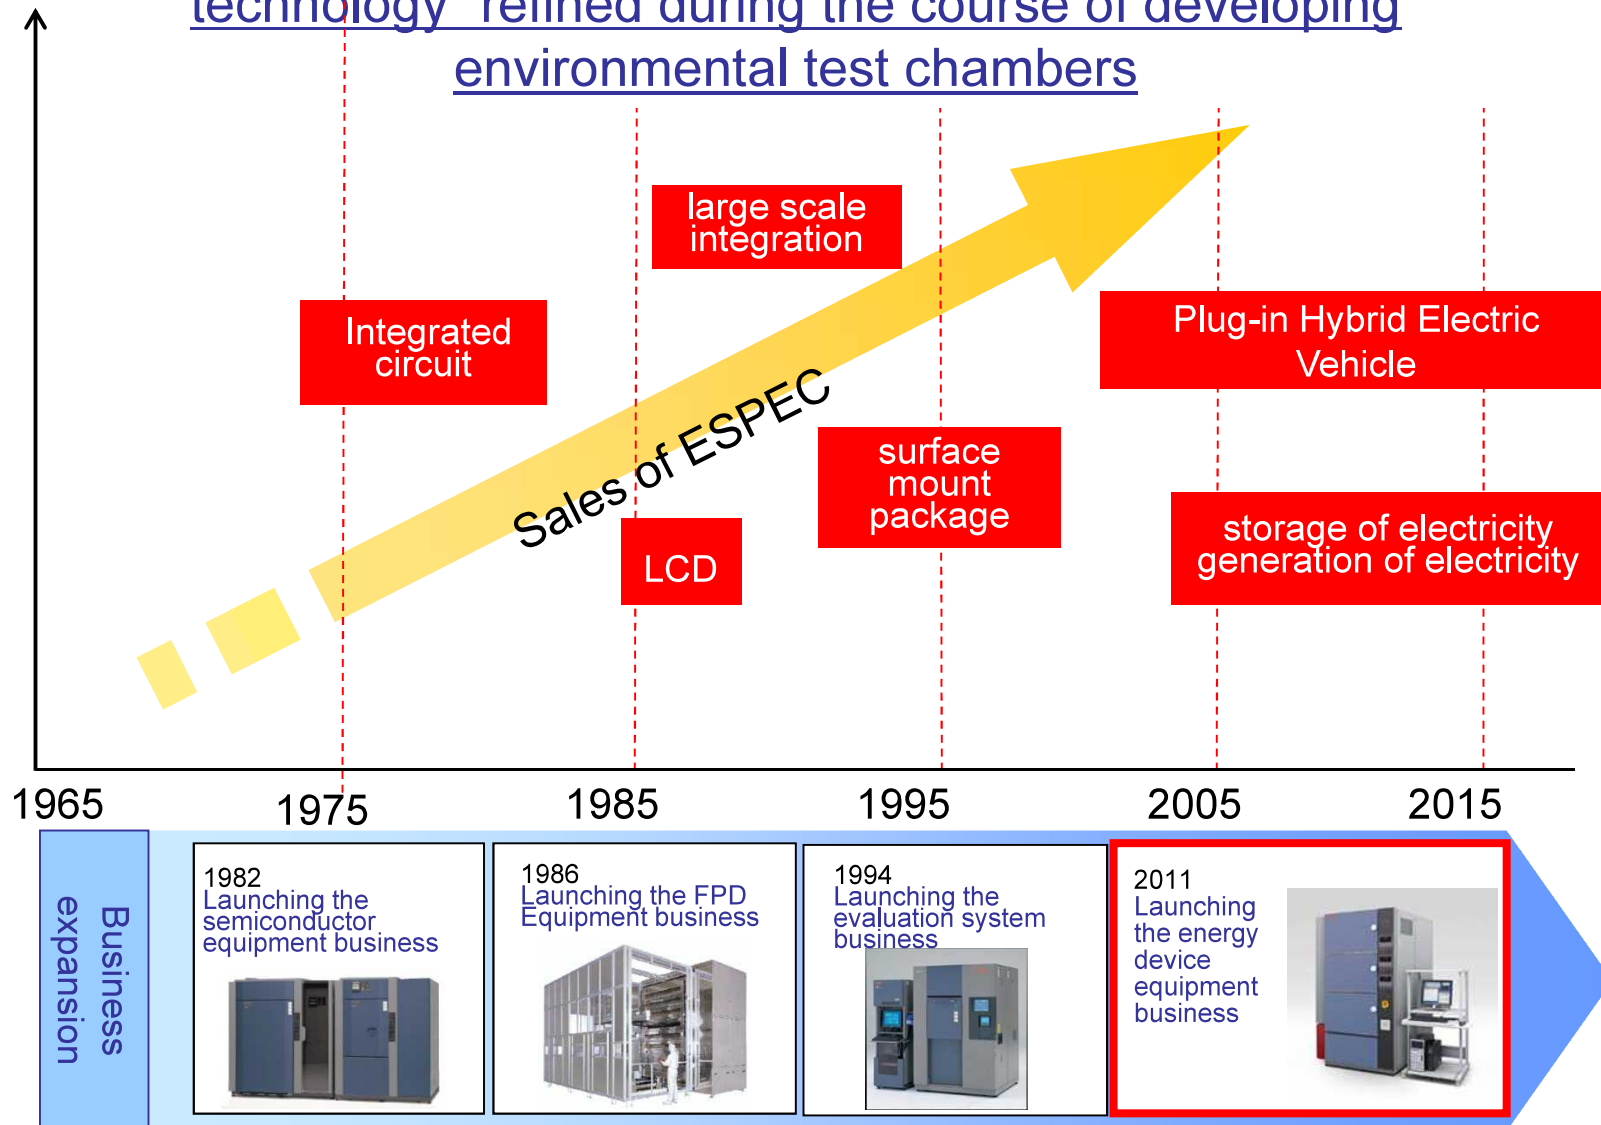 technology" refined during the course of developing
environmental test chambers
large scale
integration
Integrated
circuit
Plug-in Hybrid Electric
Vehicle
Sales of ESPEC
surface
mount
package
LCD
storage of electricity
generation of electricity
1965
1975
1985
1995
2005
2015
Business
expansion
1982
Launching the
semiconductor
equipment business
1986
Launching the FPD
Equipment business
1994
Launching the
evaluation system
business
2011
Launching
the energy
device
equipment
business